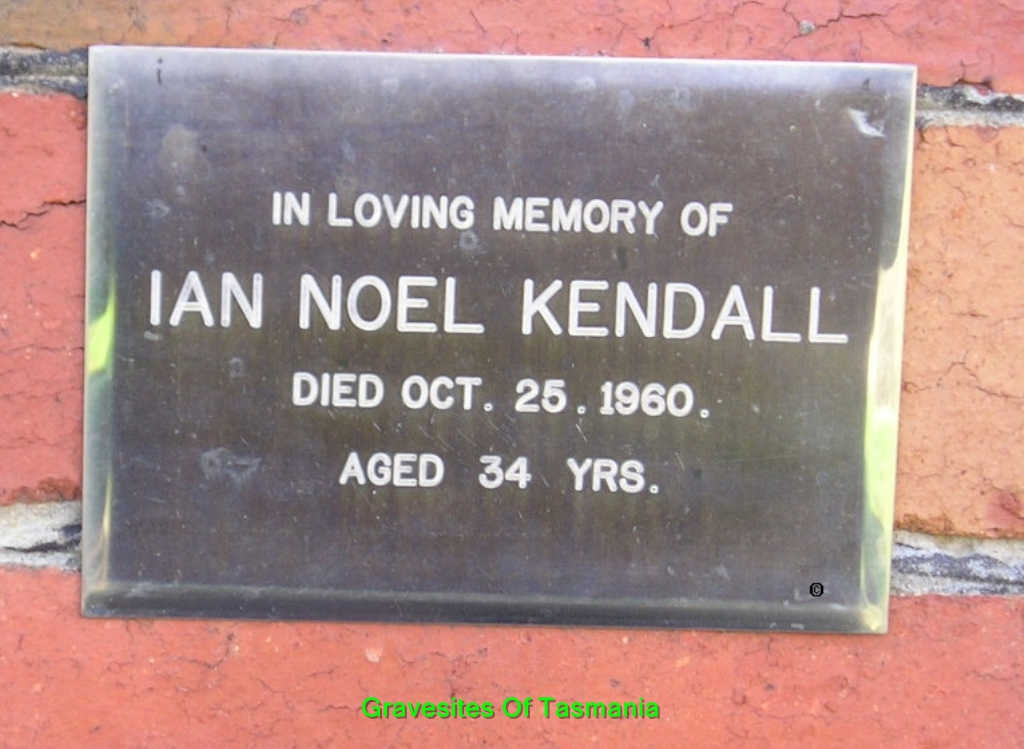 IN LOVING MEMORY OF
IAN NOEL KENDALL
DIED OCT. 25. 1960.
AGED 34 YRS.
©
Gravesites Of Tasmania